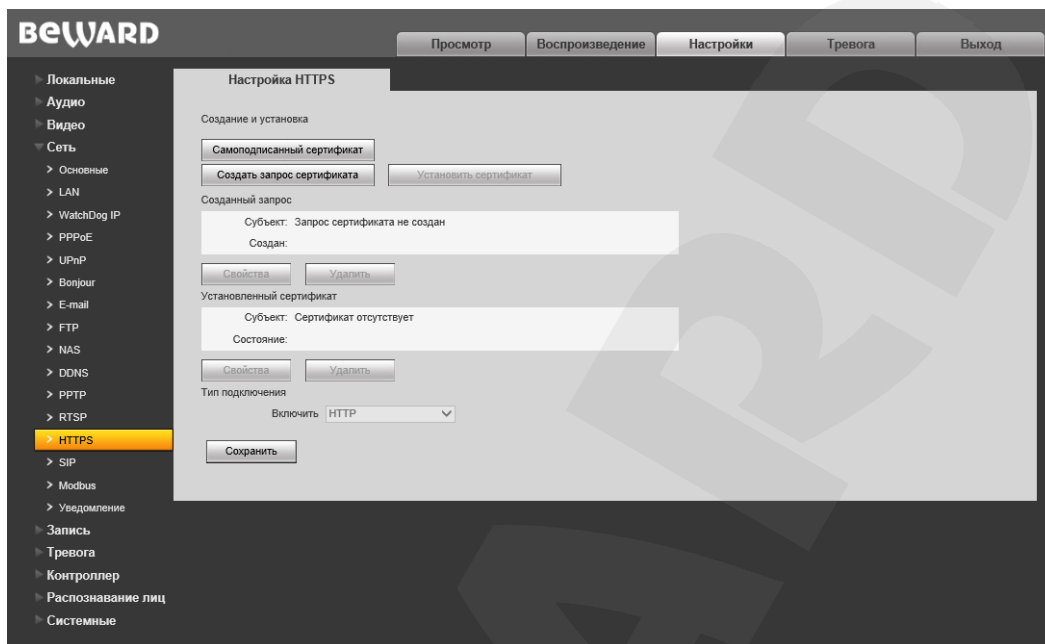 BEWARD
Просмотр
Воспроизведение
Настройки
Тревога
Выход
Локальные
Аудио
Видео
Сеть
Основные
LAN
WatchDog IP
PPPoE
UPnP
Bonjour
E-mail
FTP
NAS
DDNS
PPTP
RTSP
HTTPS
SIP
Modbus
Уведомление
Запись
Тревога
Контроллер
Распознавание лиц
Системные
Настройка HTTPS
Создание и установка
Самоподписанный сертификат
Создать запрос сертификата Установить сертификат
Созданный запрос
Субъект: Запрос сертификата не создан
Создан:
Свойства Удалить
Установленный сертификат
Субъект: Сертификат отсутствует
Состояние:
Свойства Удалить
Тип подключения
Включить HTTP
Сохранить
ARD